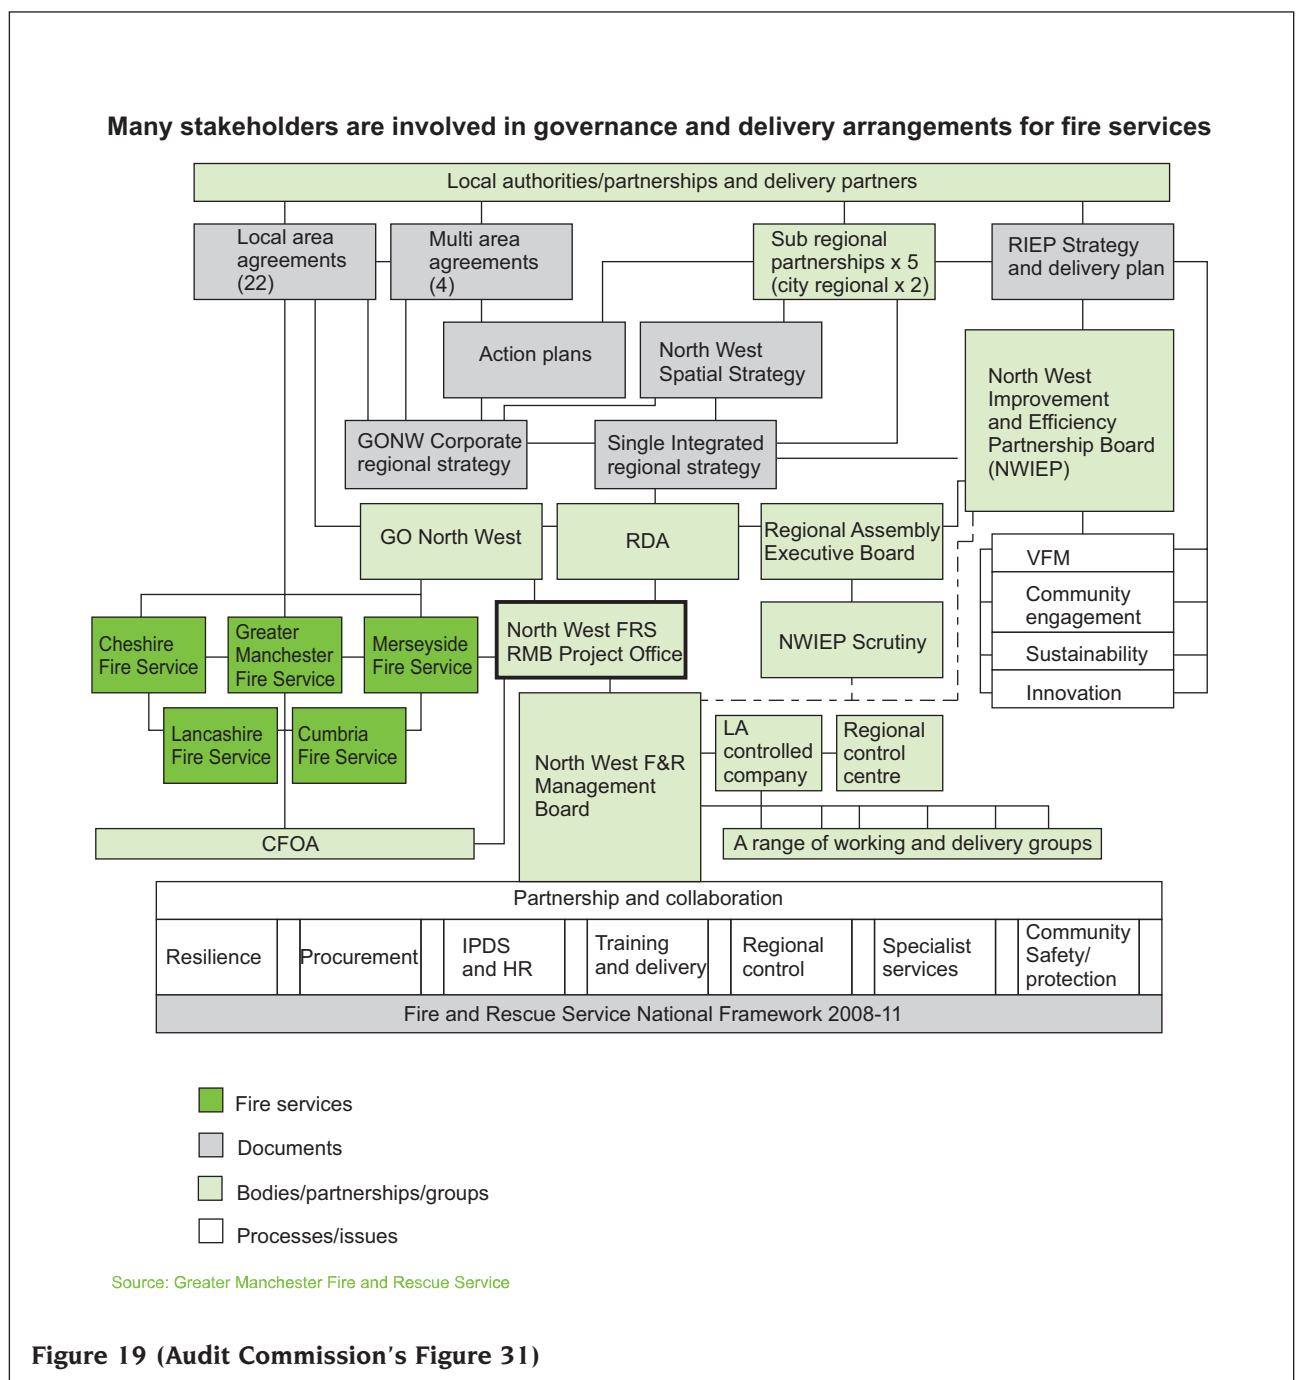 Many stakeholders are involved in governance and delivery arrangements for fire services
Local authorities/partnerships and delivery partners
Local area
agreements
(22)
Multi area
agreements
(4)
Sub regional
partnerships x 5
(city regional x 2)
RIEP Strategy
and delivery plan
Action plans
North West
Spatial Strategy
North West
Improvement
and Efficiency
Partnership Board
(NWIEP)
GONW Corporate
regional strategy
Single Integrated
regional strategy
GO North West
RDA
Regional Assembly
Executive Board
VFM
Community
engagement
Sustainability
Innovation
Cheshire
Fire Service
Greater
Manchester
Fire Service
Merseyside
Fire Service
North West FRS
RMB Project Office
NWIEP Scrutiny
Lancashire
Fire Service
Cumbria
Fire Service
North West F&R
Management
Board
LA
controlled
company
Regional
control
centre
CFOA
A range of working and delivery groups
Partnership and collaboration
Resilience
Procurement
IPDS
and HR
Training
and delivery
Regional
control
Specialist
services
Community
Safety/
protection
Fire and Rescue Service National Framework 2008-11
Fire services
Documents
Bodies/partnerships/groups
Processes/issues
Source: Greater Manchester Fire and Rescue Service
Figure 19 (Audit Commission's Figure 31)